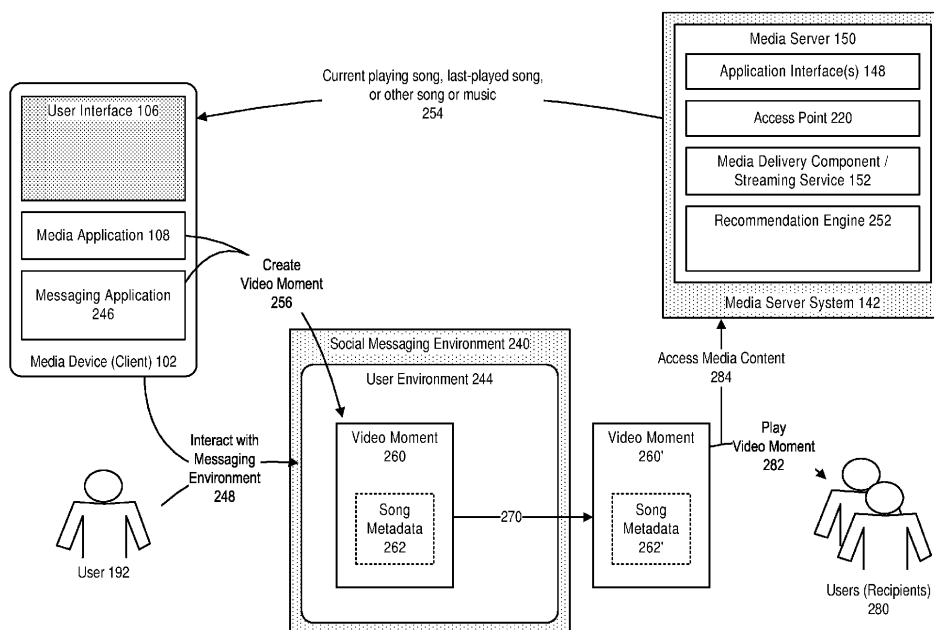 Media Server 150
Application Interface(s) 148
Access Point 220
Media Delivery Component /
Streaming Service 152
Recommendation Engine 252
Media Server System 142
Current playing song, last-played song,
or other song or music
254
User Interface 106
Media Application 108
Messaging Application
246
Media Device (Client) 102
Create
Video Moment
256
Social Messaging Environment 240
User Environment 244
Video Moment
260
Song
Metadata
262
270
Video Moment
260'
Song
Metadata
262'
Access Media Content
284
Play
Video Moment
282
Interact with
Messaging
Environment
248
User 192
Users (Recipients)
280